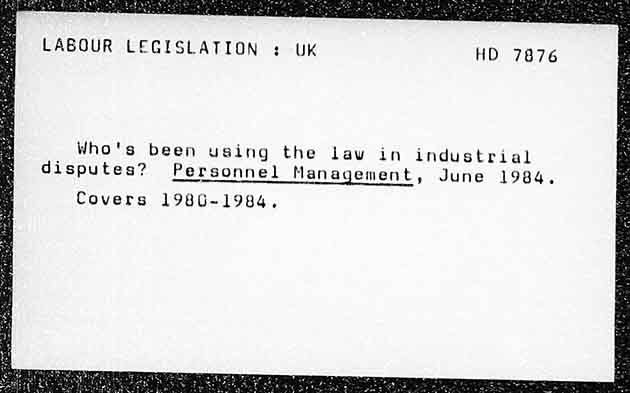 LABOUR LEGISLATION : UK HD 7876
Who's been using the law in industrial
disputes? Personnel Management, June 1984.
Covers 1980-1984.